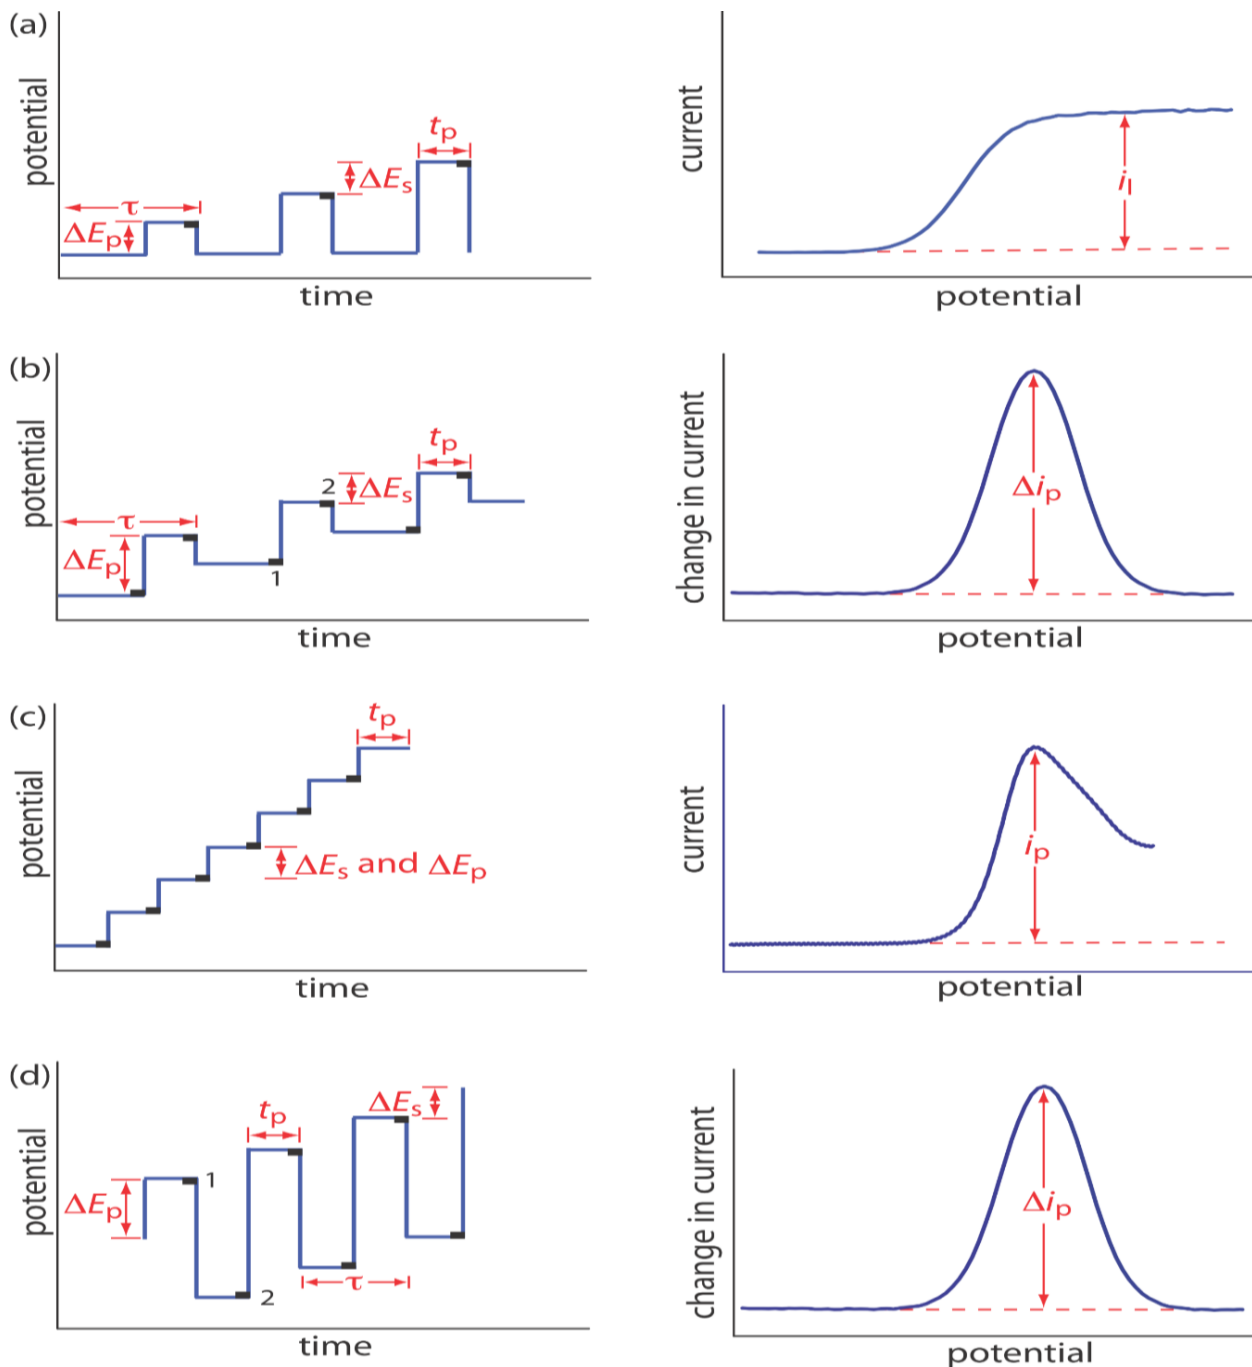 (a)
potential
τ
ΔEp
ΔEs
tp
time
current
il
potential
(b)
potential
τ
ΔEp
1
2
ΔEs
tp
time
change in current
Δip
potential
(c)
potential
tp
ΔEs and ΔEp
time
current
ip
potential
(d)
potential
ΔEp
1
2
tp
ΔEs
τ
time
change in current
Δip
potential